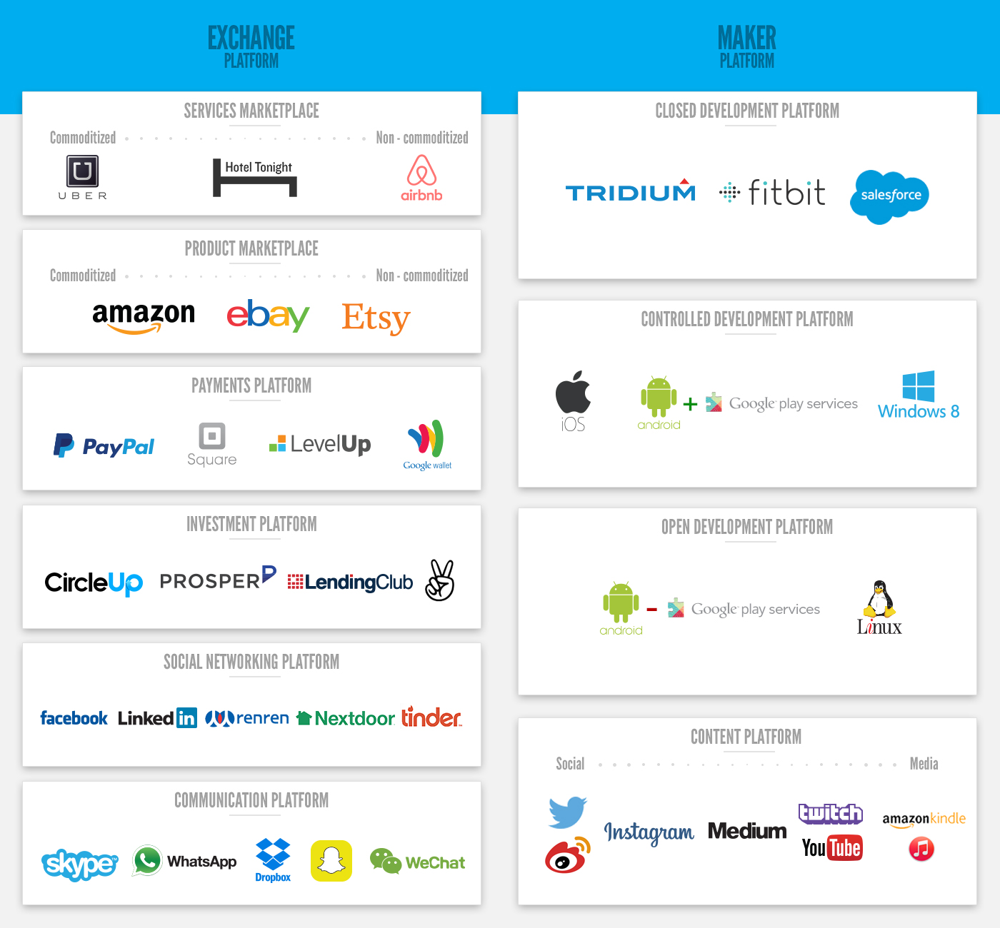 EXCHANGE
PLATFORM
SERVICES MARKETPLACE
Commoditized
Non - commoditized
UBER
Hotel Tonight
airbnb
PRODUCT MARKETPLACE
Commoditized
Non - commoditized
amazon
ebay
Etsy
PAYMENTS PLATFORM
PayPal
Square
LevelUp
Google wallet
INVESTMENT PLATFORM
CircleUp
PROSPER
LendingClub
SOCIAL NETWORKING PLATFORM
facebook
Linked in
renren
Nextdoor
tinder
COMMUNICATION PLATFORM
skype
WhatsApp
Dropbox
WeChat
MAKER
PLATFORM
CLOSED DEVELOPMENT PLATFORM
TRIDIUM
fitbit
salesforce
CONTROLLED DEVELOPMENT PLATFORM
iOS
android
+
Google play services
Windows 8
OPEN DEVELOPMENT PLATFORM
android
-
Google play services
Linux
CONTENT PLATFORM
Social
Media
Instagram
Medium
twitch
YouTube
amazonkindle